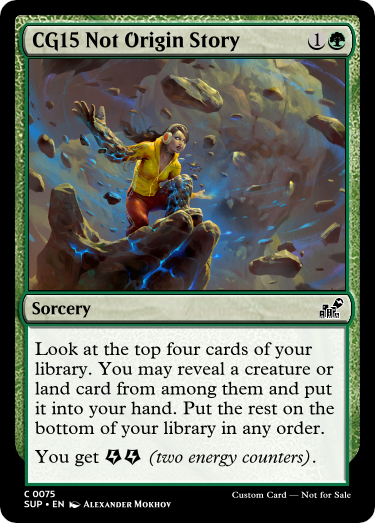 CG15 Not Origin Story 1
Sorcery
Look at the top four cards of your
library. You may reveal a creature or
land card from among them and put
it into your hand. Put the rest on the
bottom of your library in any order.
You get (two energy counters).
C 0075
SUP • EN Alexander Mokhov
Custom Card — Not for Sale